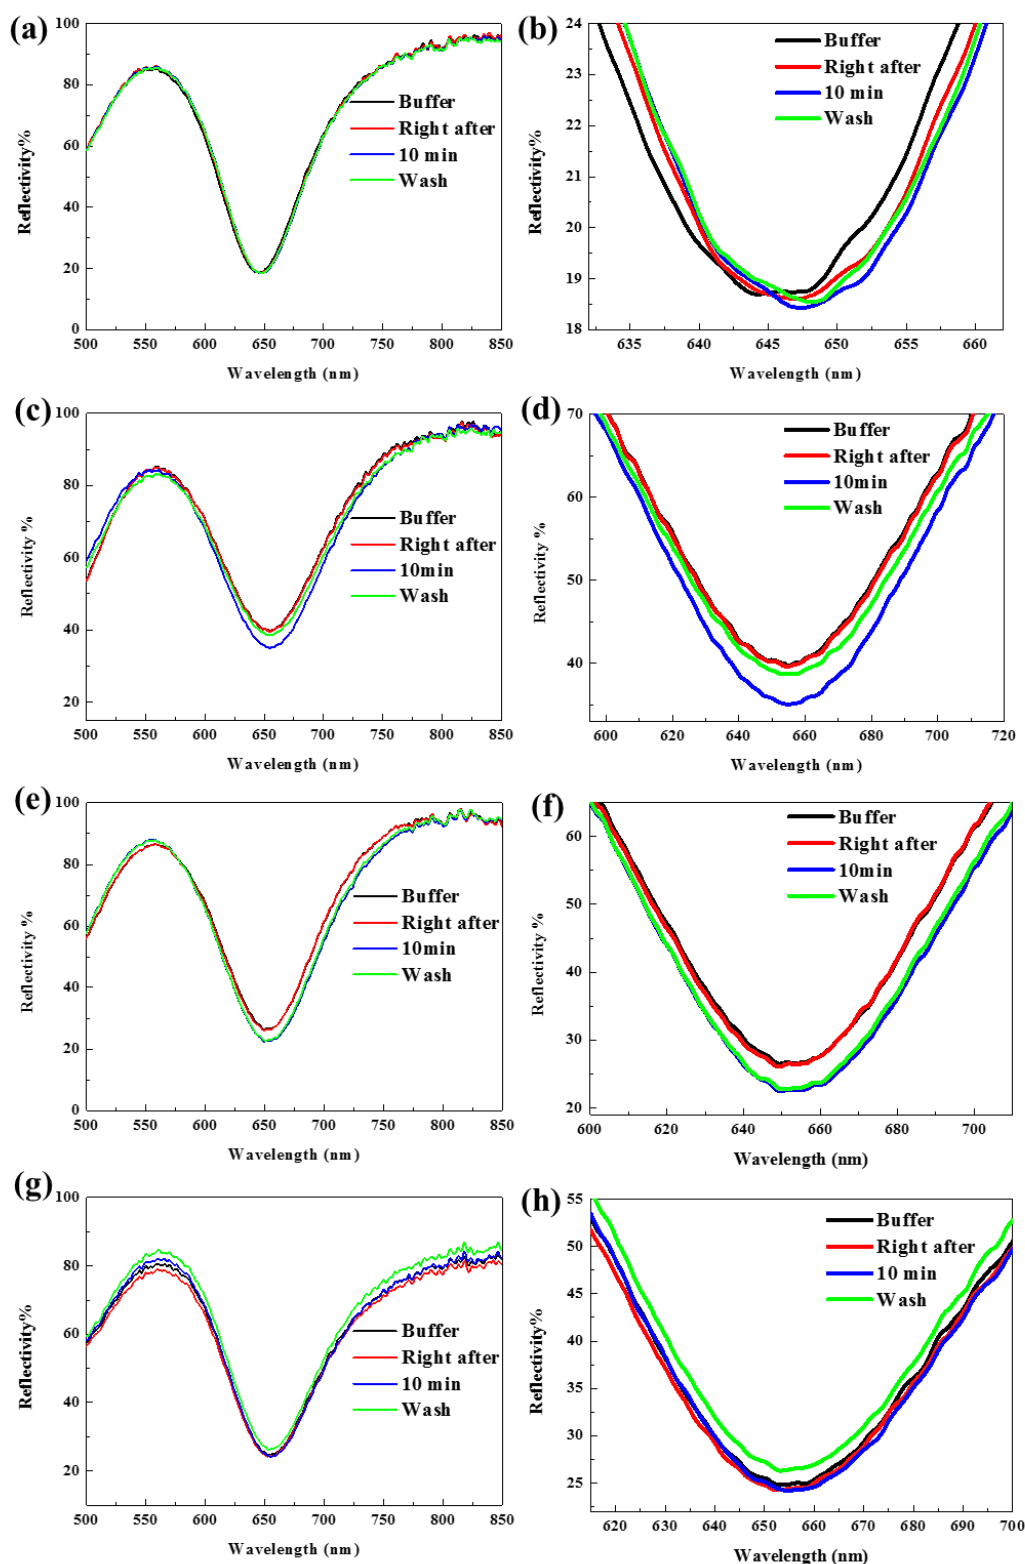 (a)
100
80
60
40
20
0
Reflectivity%
Buffer
Right after
10 min
Wash
500 550 600 650 700 750 800 850
Wavelength (nm)
(b)
24
23
22
21
20
19
18
Reflectivity%
Buffer
Right after
10 min
Wash
635 640 645 650 655 660
Wavelength (nm)
(c)
100
80
60
40
20
Reflectivity %
Buffer
Right after
10min
Wash
500 550 600 650 700 750 800 850
Wavelength (nm)
(d)
70
60
50
40
Reflectivity%
Buffer
Right after
10min
Wash
600 620 640 660 680 700 720
Wavelength (nm)
(e)
100
80
60
40
20
0
Reflectivity %
Buffer
Right after
10min
Wash
500 550 600 650 700 750 800 850
Wavelength (nm)
(f)
60
50
40
30
20
Reflectivity %
Buffer
Right after
10min
Wash
600 620 640 660 680 700
Wavelength (nm)
(g)
100
80
60
40
20
Reflectivity%
Buffer
Right after
10 min
Wash
500 550 600 650 700 750 800 850
Wavelength (nm)
(h)
55
50
45
40
35
30
25
Reflectivity%
Buffer
Right after
10 min
Wash
620 630 640 650 660 670 680 690 700
Wavelength (nm)